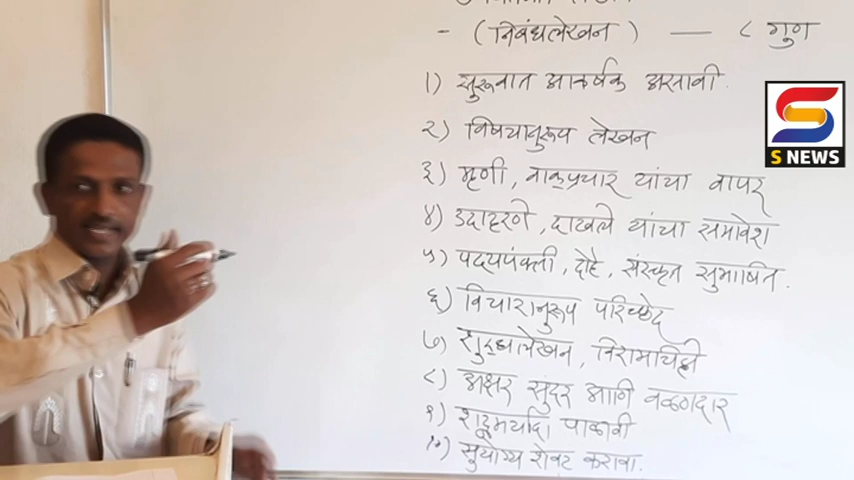 - (निबंधलेखन) — ८ गुण
१) सुरुवात आकर्षक असावी.
२) विषयानुरूप लेखन
३) म्हणी, वाक्प्रचार यांचा वापर
४) उदाहरणे, दाखले यांचा समावेश
५) पद्यपंक्ती, दोहे, संस्कृत सुभाषित.
६) विचारानुरूप परिच्छेद
७) शुद्धलेखन, विरामचिन्हे
८) अक्षर सुंदर आणि वळणदार
९) शब्दमर्यादा पाळावी
१०) सुयोग्य शेवट करावा.
S NEWS